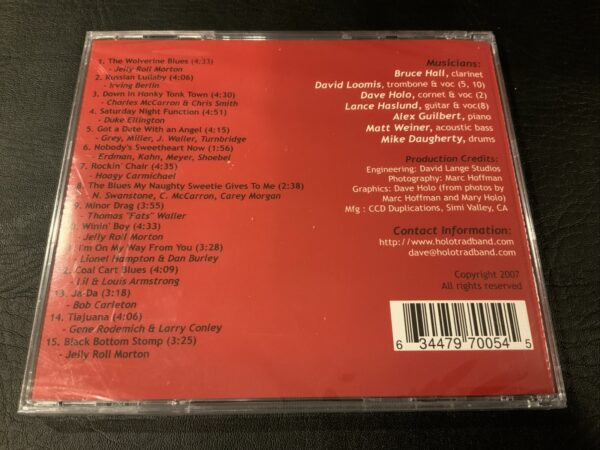 1. The Wolverine Blues (4:33)
- Jelly Roll Morton
2. Russian Lullaby (4:06)
- Irving Berlin
3. Down In Honky Tonk Town (4:30)
- Charles McCarron & Chris Smith
4. Saturday Night Function (4:51)
- Duke Ellington
5. Got a Date With an Angel (4:15)
- Grey, Miller, J. Waller, Tunnbridge
6. Nobody's Sweetheart Now (1:56)
- Erdman, Kahn, Meyer, Shoebel
7. Rockin' Chair (4:35)
- Hoagy Carmichael
8. The Blues My Naughty Sweetie Gives To Me (2:38)
- N. Swanstone, C. McCarron, Carey Morgan
9. Minor Drag (3:55)
Thomas "Fats" Waller
0. Winin' Boy (4:33)
- Jelly Roll Morton
1. I'm On My Way From You (3:28)
- Lionel Hampton & Dan Burley
2. Coal Cart Blues (4:09)
- Lil & Louis Armstrong
13. Ja-Da (3:18)
- Bob Carleton
14. Tiajuana (4:06)
- Gene Rodemich & Larry Conley
15. Black Bottom Stomp (3:25)
- Jelly Roll Morton
Musicians:
Bruce Hall, clarinet
David Loomis, trombone & voc (5, 10)
Dave Holo, cornet & voc (2)
Lance Haslund, guitar & voc(8)
Alex Guilbert, piano
Matt Weiner, acoustic bass
Mike Daugherty, drums
Production Credits:
Engineering: David Lange Studios
Photography: Marc Hoffman
Graphics: Dave Holo (from photos by
Marc Hoffman and Mary Holo)
Mfg : CCD Duplications, Simi Valley, CA
Contact Information:
http://www.holotradband.com
dave@holotradband.com
Copyright 2007
All rights reserved
6 34479 70054 5